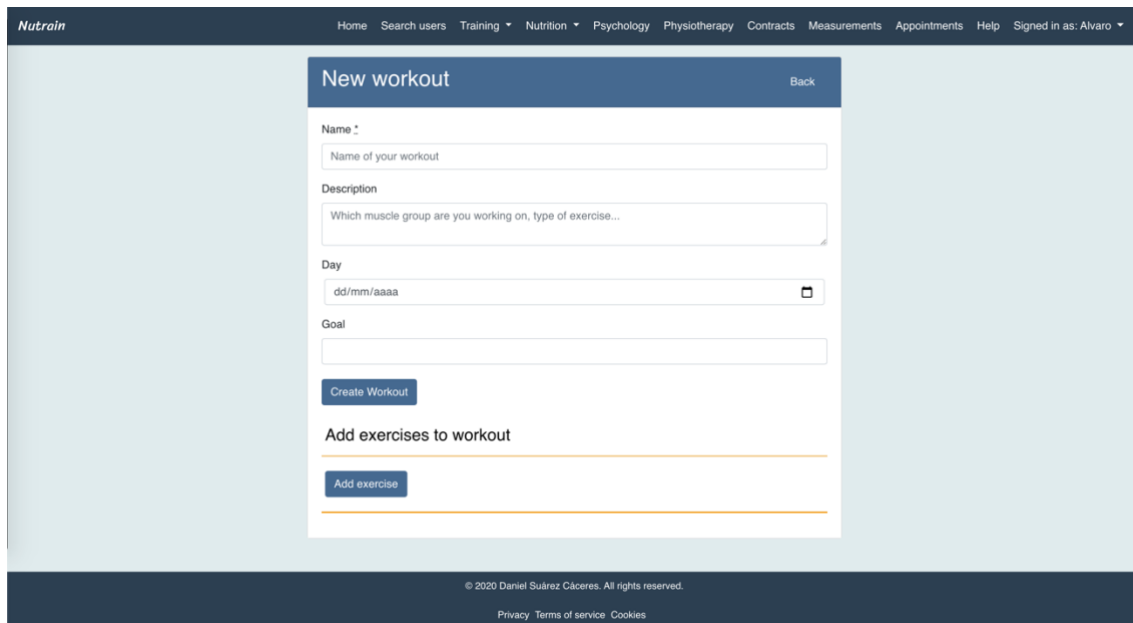 Nutrain Home Search users Training Nutrition Psychology Physiotherapy Contracts Measurements Appointments Help Signed in as: Alvaro
New workout Back
Name *
Name of your workout
Description
Which muscle group are you working on, type of exercise...
Day
dd/mm/aaaa
Goal
Create Workout
Add exercises to workout
Add exercise
© 2020 Daniel Suárez Cáceres. All rights reserved.
Privacy Terms of service Cookies